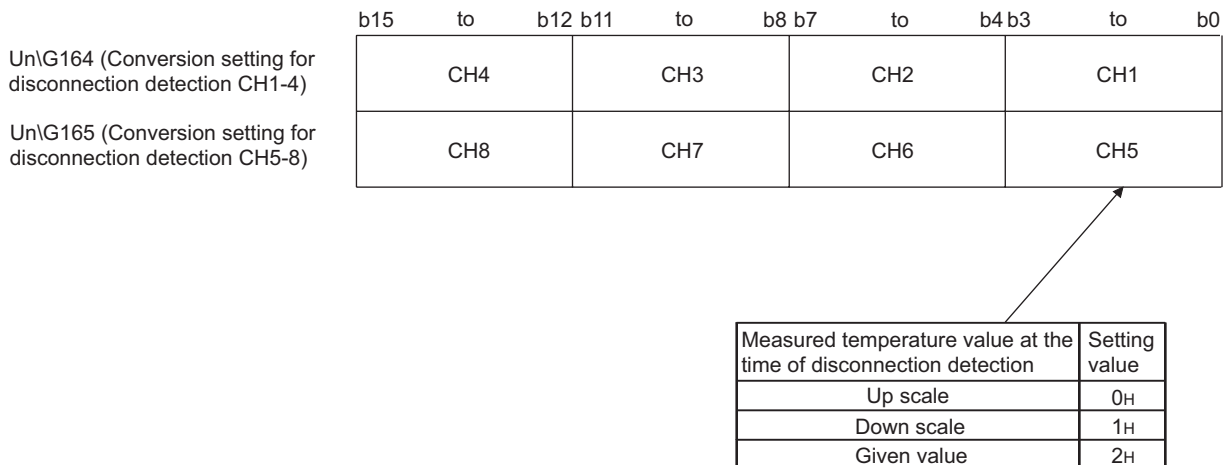 b15 to b12 b11 to b8 b7 to b4 b3 to b0
Un\G164 (Conversion setting for
disconnection detection CH1-4)
CH4 CH3 CH2 CH1
Un\G165 (Conversion setting for
disconnection detection CH5-8)
CH8 CH7 CH6 CH5
Measured temperature value at the
time of disconnection detection
Setting
value
Up scale 0H
Down scale 1H
Given value 2H